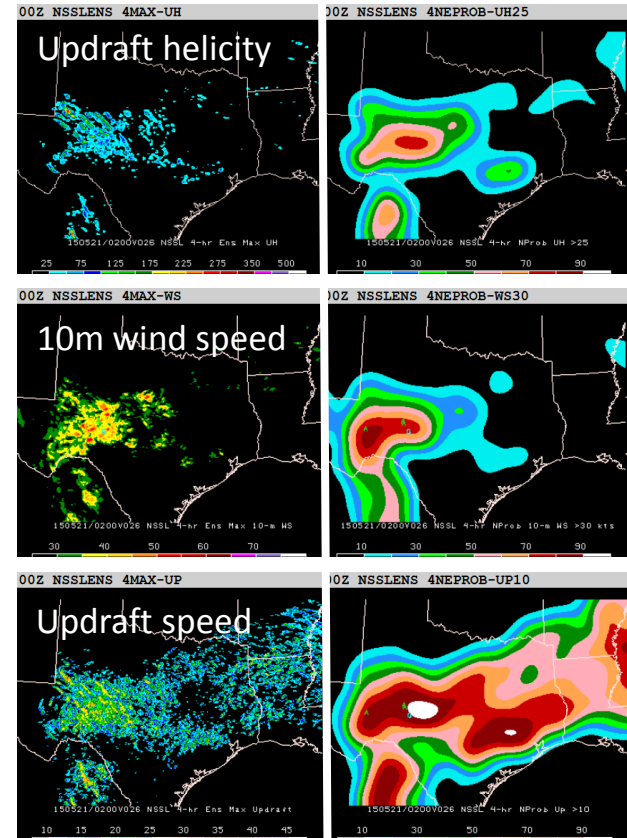 00Z NSSLENS 4MAX-UH
00Z NSSLENS 4NEPROB-UH25
Updraft helicity
150521/0200V026 NSSL 4-hr Ens Max UH
150521/0200V026 NSSL 4-hr NProb UH >25
25 75 125 175 225 275 350 500
10 30 50 70 90
00Z NSSLENS 4MAX-WS
00Z NSSLENS 4NEPROB-WS30
10m wind speed
A A G
150521/0200V026 NSSL 4-hr Ens Max 10-m WS
150521/0200V026 NSSL 4-hr NProb 10-m WS >30 kts
30 40 50 60 70
10 30 50 70 90
00Z NSSLENS 4MAX-UP
00Z NSSLENS 4NEPROB-UP10
Updraft speed
A A G
150521/0200V026 NSSL 4-hr Ens Max Updraft
150521/0200V026 NSSL 4-hr NProb Up >10
10 15 20 25 30 35 40 45
10 30 50 70 90